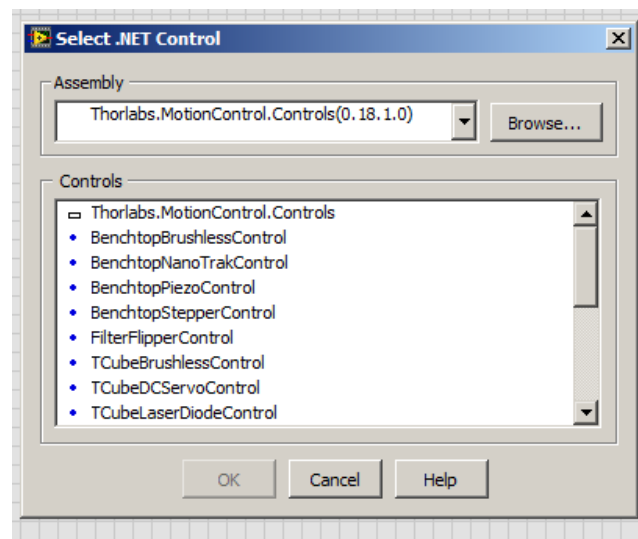 Select .NET Control
Assembly
Thorlabs.MotionControl.Controls(0.18.1.0)
Browse...
Controls
Thorlabs.MotionControl.Controls
BenchtopBrushlessControl
BenchtopNanoTrakControl
BenchtopPiezoControl
BenchtopStepperControl
FilterFlipperControl
TCubeBrushlessControl
TCubeDCServoControl
TCubeLaserDiodeControl
OK
Cancel
Help